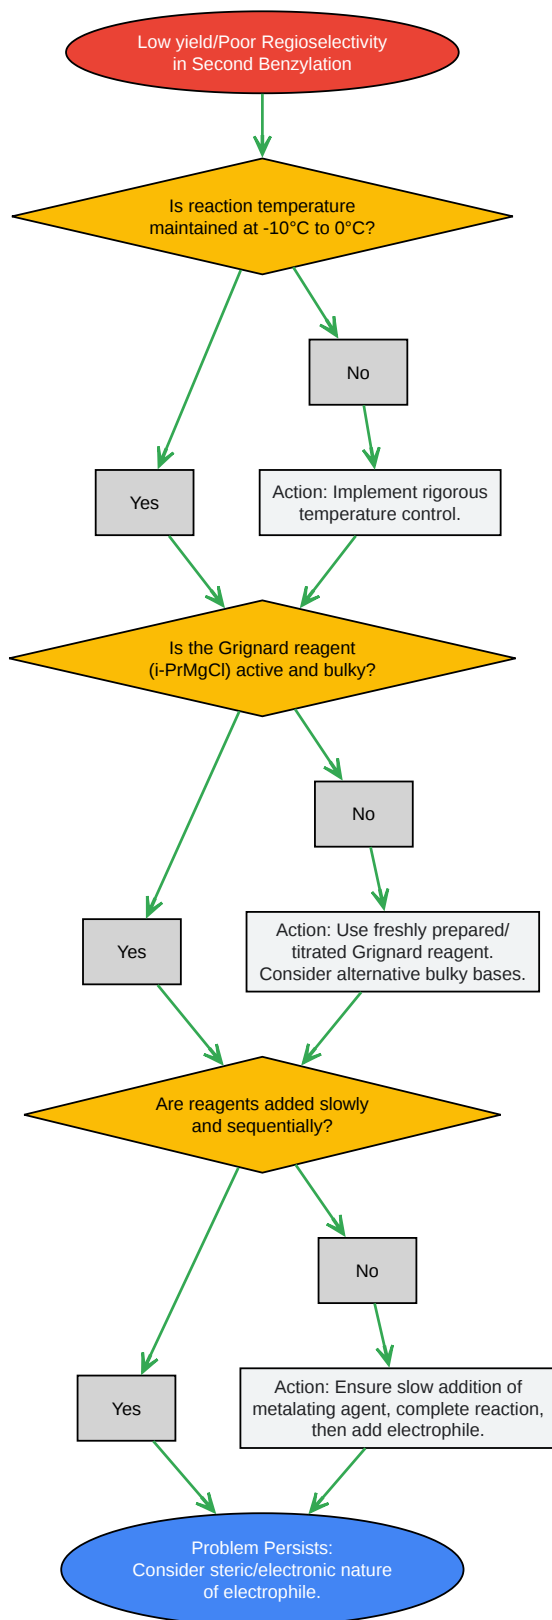 Low yield/Poor Regioselectivity
in Second Benzylation
Is reaction temperature
maintained at -10°C to 0°C?
No
Yes
Action: Implement rigorous
temperature control.
Is the Grignard reagent
(i-PrMgCl) active and bulky?
No
Yes
Action: Use freshly prepared/
titrated Grignard reagent.
Consider alternative bulky bases.
Are reagents added slowly
and sequentially?
No
Yes
Action: Ensure slow addition of
metalating agent, complete reaction,
then add electrophile.
Problem Persists:
Consider steric/electronic nature
of electrophile.